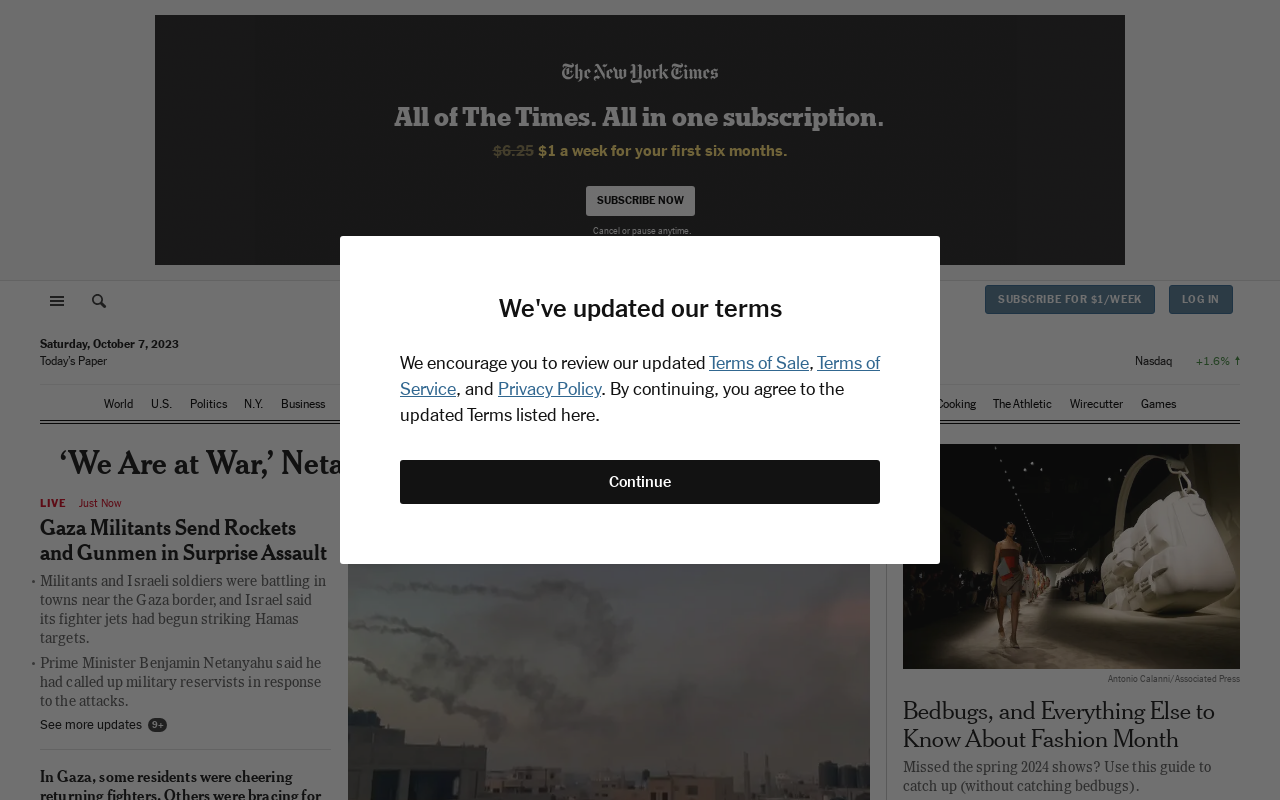 The New York Times
All of The Times. All in one subscription.
$6.25 $1 a week for your first six months.
SUBSCRIBE NOW
Cancel or pause anytime.
SUBSCRIBE FOR $1/WEEK
LOG IN
Saturday, October 7, 2023
Today's Paper
Nasdaq +1.6% ↑
World U.S. Politics N.Y. Business
Cooking The Athletic Wirecutter Games
We've updated our terms
We encourage you to review our updated Terms of Sale, Terms of
Service, and Privacy Policy. By continuing, you agree to the
updated Terms listed here.
Continue
‘We Are at War,’ Neta
LIVE Just Now
Gaza Militants Send Rockets
and Gunmen in Surprise Assault
• Militants and Israeli soldiers were battling in
towns near the Gaza border, and Israel said
its fighter jets had begun striking Hamas
targets.
• Prime Minister Benjamin Netanyahu said he
had called up military reservists in response
to the attacks.
See more updates 9+
In Gaza, some residents were cheering
returning fighters. Others were bracing for
Antonio Calanni/Associated Press
Bedbugs, and Everything Else to
Know About Fashion Month
Missed the spring 2024 shows? Use this guide to
catch up (without catching bedbugs).